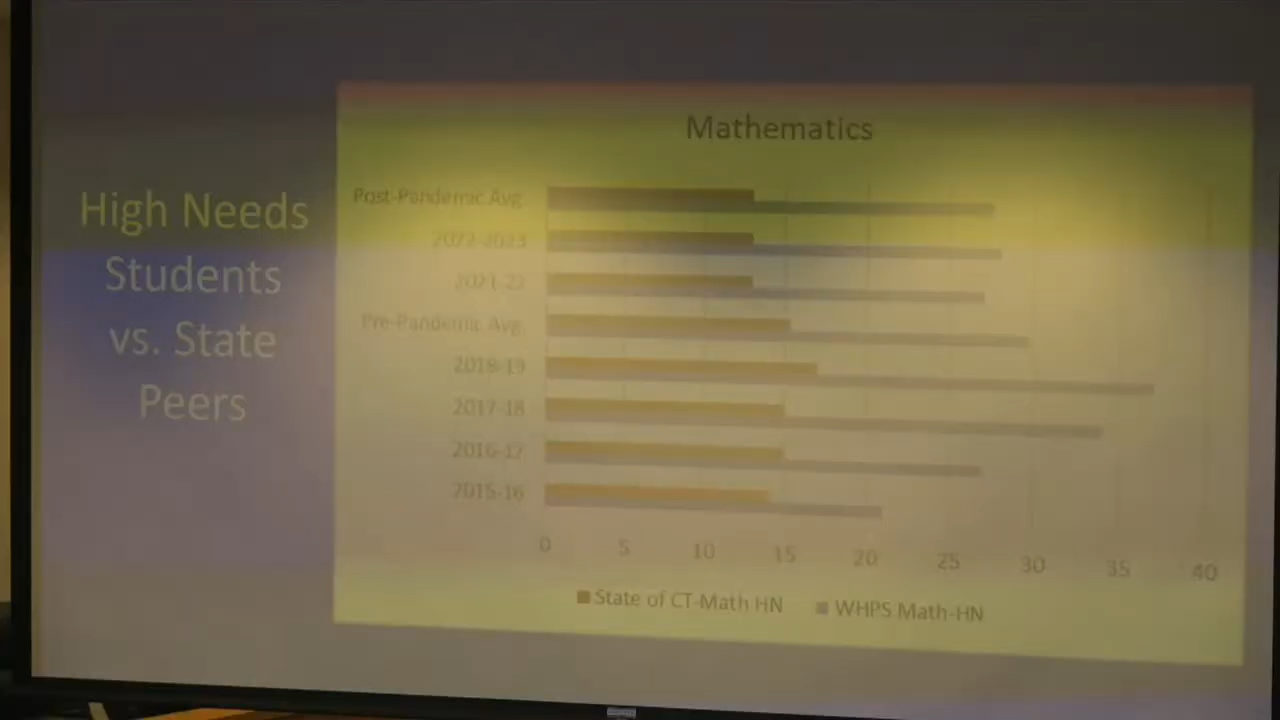 High Needs
Students
vs. State
Peers
Mathematics
Post-Pandemic Avg.
2022-2023
2021-22
Pre-Pandemic Avg.
2018-19
2017-18
2016-17
2015-16
0 5 10 15 20 25 30 35 40
State of CT-Math HN WHPS Math-HN